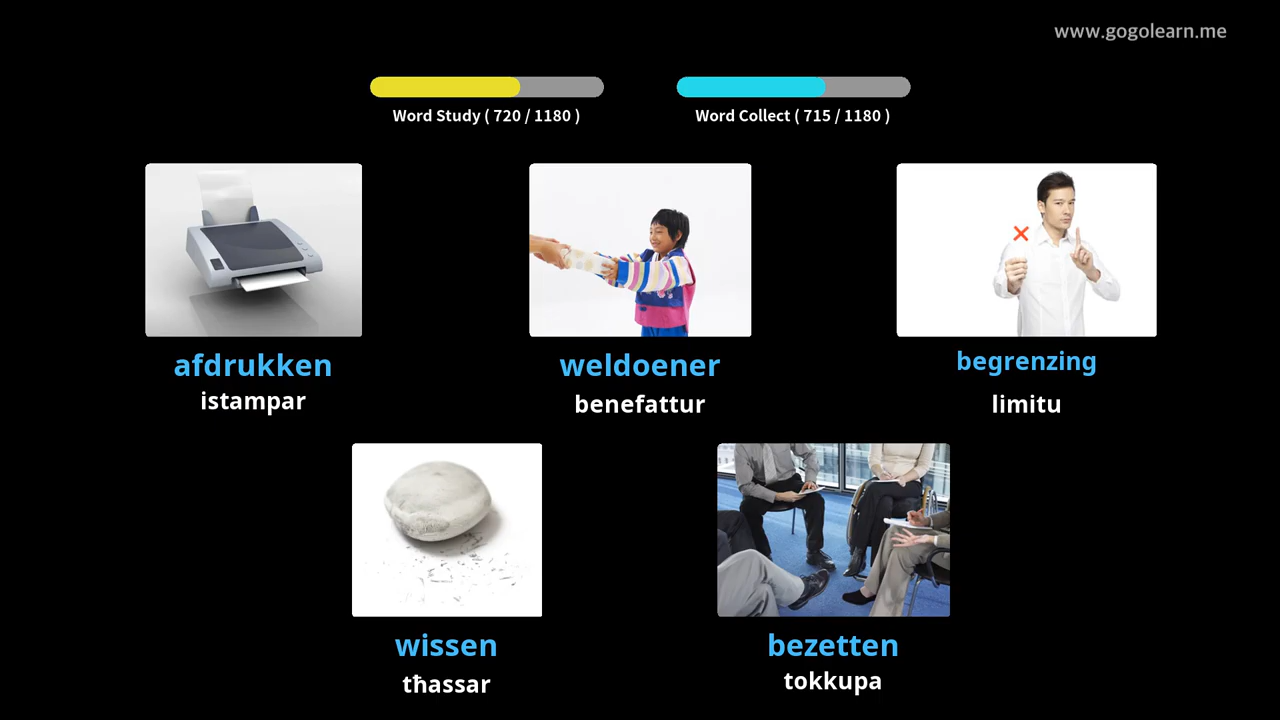 www.gogolearn.me
Word Study ( 720 / 1180 )
Word Collect ( 715 / 1180 )
afdrukken
istampar
weldoener
benefattur
begrenzing
limitu
wissen
tħassar
bezetten
tokkupa